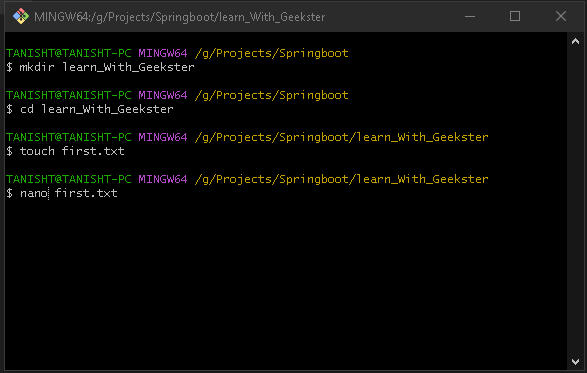 MINGW64:/g/Projects/Springboot/learn_With_Geekster
TANISHT@TANISHT-PC MINGW64 /g/Projects/Springboot
$ mkdir learn_With_Geekster
TANISHT@TANISHT-PC MINGW64 /g/Projects/Springboot
$ cd learn_With_Geekster
TANISHT@TANISHT-PC MINGW64 /g/Projects/Springboot/learn_With_Geekster
$ touch first.txt
TANISHT@TANISHT-PC MINGW64 /g/Projects/Springboot/learn_With_Geekster
$ nano first.txt